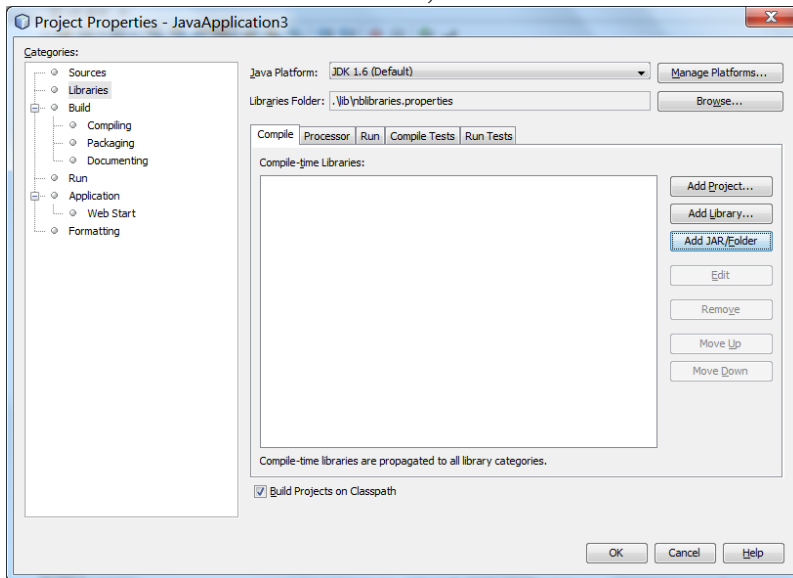 Project Properties - JavaApplication3
Categories:
Sources
Libraries
Build
Compiling
Packaging
Documenting
Run
Application
Web Start
Formatting
Java Platform: JDK 1.6 (Default) Manage Platforms...
Libraries Folder: .\lib\nblibraries.properties Browse...
Compile Processor Run Compile Tests Run Tests
Compile-time Libraries:
Add Project...
Add Library...
Add JAR/Folder
Edit
Remove
Move Up
Move Down
Compile-time libraries are propagated to all library categories.
Build Projects on Classpath
OK Cancel Help